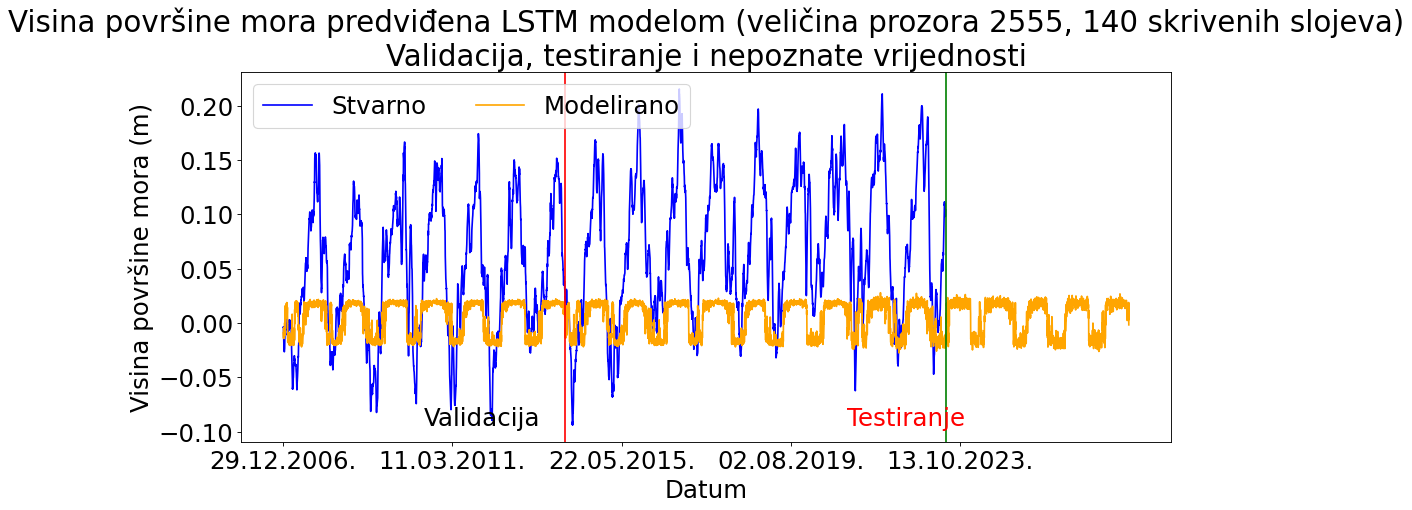 Visina površine mora predviđena LSTM modelom (veličina prozora 2555, 140 skrivenih slojeva)
Validacija, testiranje i nepoznate vrijednosti
Stvarno Modelirano
Visina površine mora (m)
0.20
0.15
0.10
0.05
0.00
−0.05
−0.10
Validacija Testiranje
29.12.2006. 11.03.2011. 22.05.2015. 02.08.2019. 13.10.2023.
Datum